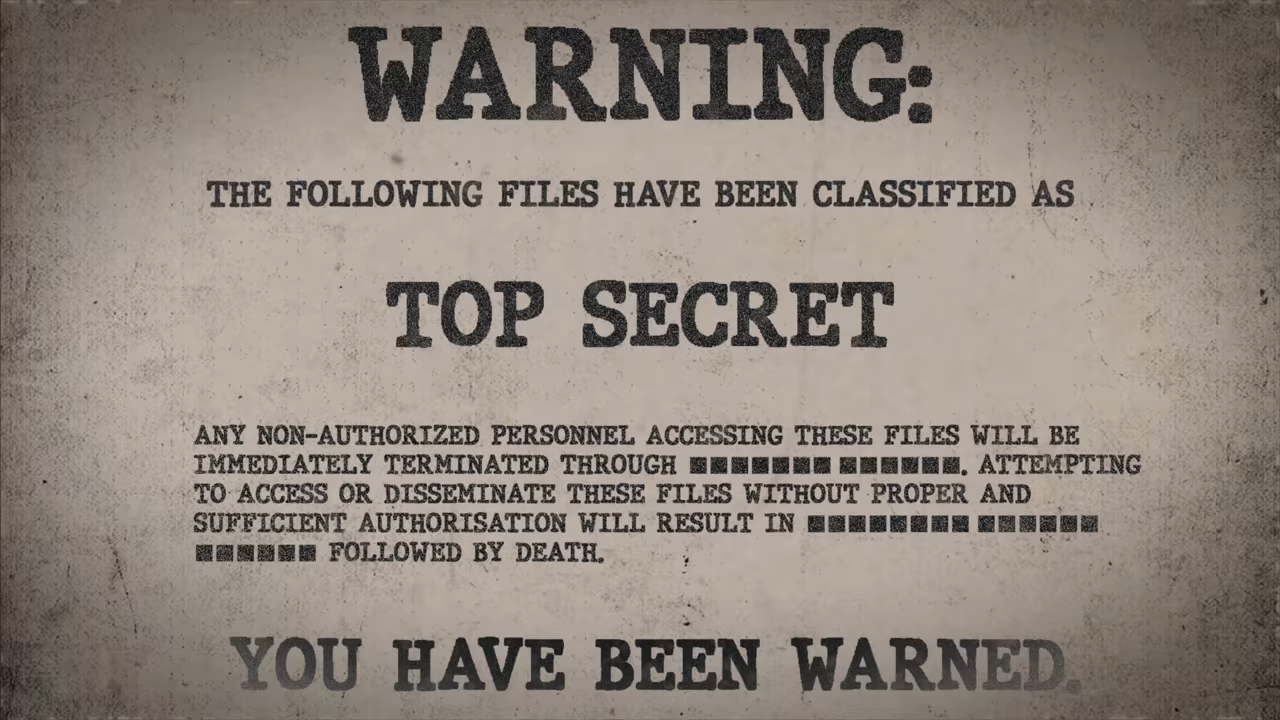 WARNING:
THE FOLLOWING FILES HAVE BEEN CLASSIFIED AS
TOP SECRET
ANY NON-AUTHORIZED PERSONNEL ACCESSING THESE FILES WILL BE
IMMEDIATELY TERMINATED THROUGH ■■■■■■■ ■■■■■■. ATTEMPTING
TO ACCESS OR DISSEMINATE THESE FILES WITHOUT PROPER AND
SUFFICIENT AUTHORISATION WILL RESULT IN ■■■■■■■■ ■■■■■■
■■■■■■ FOLLOWED BY DEATH.
YOU HAVE BEEN WARNED.